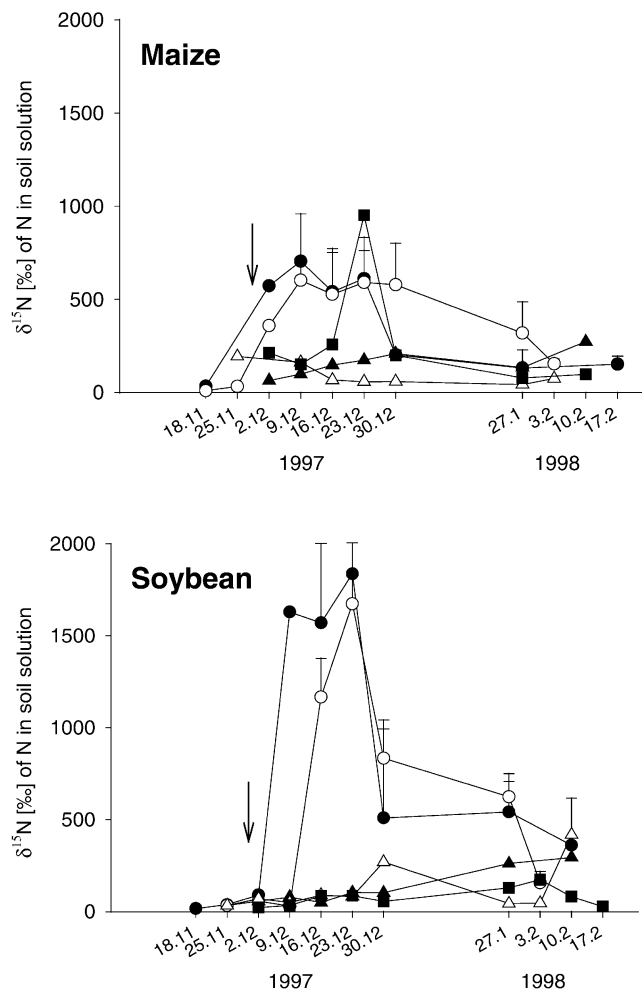 2000
Maize
1500
1000
500
0
δ¹⁵N [‰] of N in soil solution
18.11 25.11 2.12 9.12 16.12 23.12 30.12 27.1 3.2 10.2 17.2
1997 1998
2000
Soybean
1500
1000
500
0
δ¹⁵N [‰] of N in soil solution
18.11 25.11 2.12 9.12 16.12 23.12 30.12 27.1 3.2 10.2 17.2
1997 1998